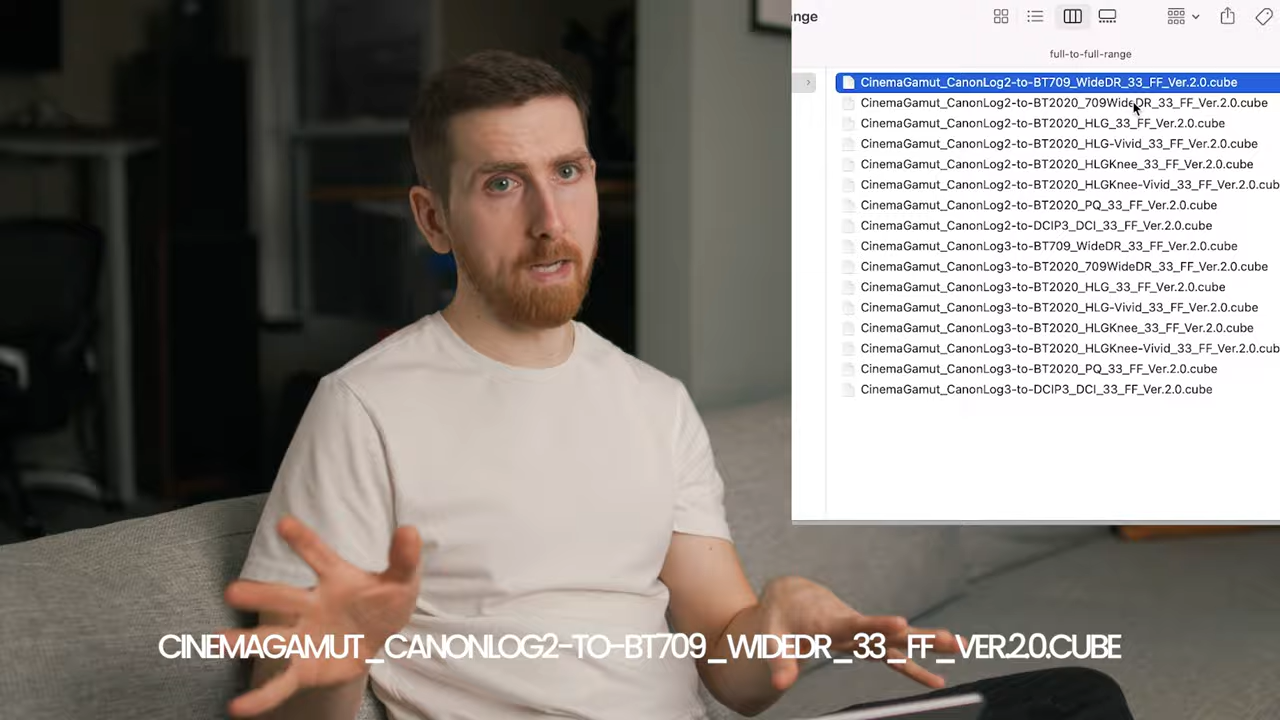 nge
full-to-full-range
CinemaGamut_CanonLog2-to-BT709_WideDR_33_FF_Ver.2.0.cube
CinemaGamut_CanonLog2-to-BT2020_709WideDR_33_FF_Ver.2.0.cube
CinemaGamut_CanonLog2-to-BT2020_HLG_33_FF_Ver.2.0.cube
CinemaGamut_CanonLog2-to-BT2020_HLG-Vivid_33_FF_Ver.2.0.cube
CinemaGamut_CanonLog2-to-BT2020_HLGKnee_33_FF_Ver.2.0.cube
CinemaGamut_CanonLog2-to-BT2020_HLGKnee-Vivid_33_FF_Ver.2.0.cub
CinemaGamut_CanonLog2-to-BT2020_PQ_33_FF_Ver.2.0.cube
CinemaGamut_CanonLog2-to-DCIP3_DCI_33_FF_Ver.2.0.cube
CinemaGamut_CanonLog3-to-BT709_WideDR_33_FF_Ver.2.0.cube
CinemaGamut_CanonLog3-to-BT2020_709WideDR_33_FF_Ver.2.0.cube
CinemaGamut_CanonLog3-to-BT2020_HLG_33_FF_Ver.2.0.cube
CinemaGamut_CanonLog3-to-BT2020_HLG-Vivid_33_FF_Ver.2.0.cube
CinemaGamut_CanonLog3-to-BT2020_HLGKnee_33_FF_Ver.2.0.cube
CinemaGamut_CanonLog3-to-BT2020_HLGKnee-Vivid_33_FF_Ver.2.0.cub
CinemaGamut_CanonLog3-to-BT2020_PQ_33_FF_Ver.2.0.cube
CinemaGamut_CanonLog3-to-DCIP3_DCI_33_FF_Ver.2.0.cube
CINEMAGAMUT_CANONLOG2-TO-BT709_WIDEDR_33_FF_VER.2.0.CUBE